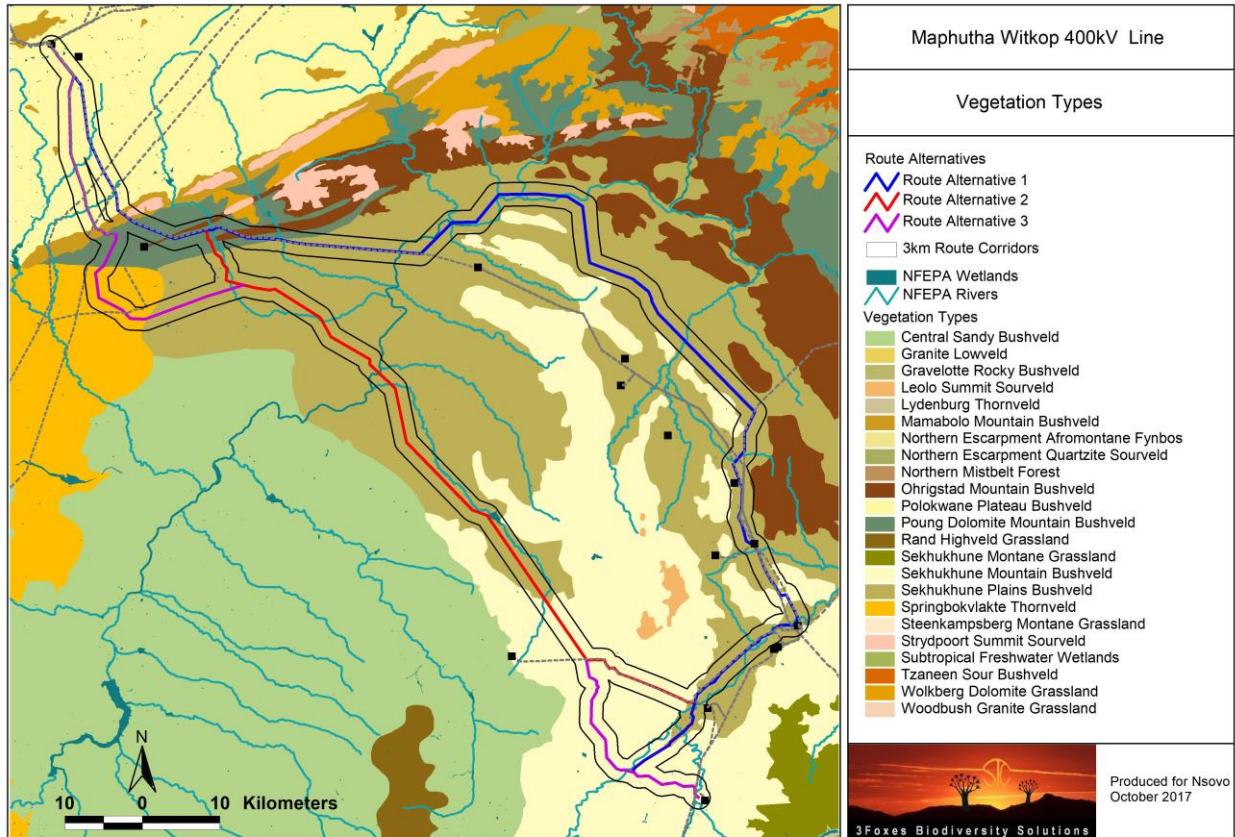 N
10 0 10 Kilometers
Maphutha Witkop 400kV Line
Vegetation Types
Route Alternatives
Route Alternative 1
Route Alternative 2
Route Alternative 3
3km Route Corridors
NFEPA Wetlands
NFEPA Rivers
Vegetation Types
Central Sandy Bushveld
Granite Lowveld
Gravelotte Rocky Bushveld
Leolo Summit Sourveld
Lydenburg Thornveld
Mamabolo Mountain Bushveld
Northern Escarpment Afromontane Fynbos
Northern Escarpment Quartzite Sourveld
Northern Mistbelt Forest
Ohrigstad Mountain Bushveld
Polokwane Plateau Bushveld
Poung Dolomite Mountain Bushveld
Rand Highveld Grassland
Sekhukhune Montane Grassland
Sekhukhune Mountain Bushveld
Sekhukhune Plains Bushveld
Springbokvlakte Thornveld
Steenkampsberg Montane Grassland
Strydpoort Summit Sourveld
Subtropical Freshwater Wetlands
Tzaneen Sour Bushveld
Wolkberg Dolomite Grassland
Woodbush Granite Grassland
3Foxes Biodiversity Solutions
Produced for Nsovo
October 2017